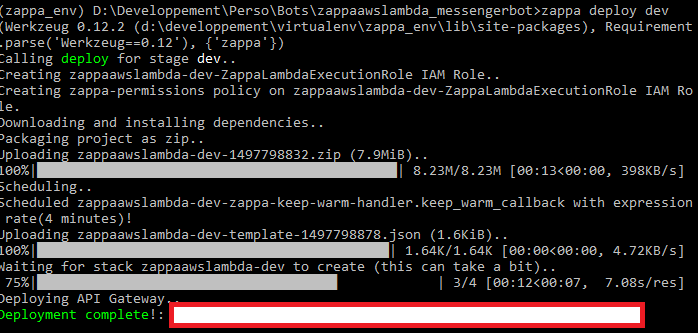 (zappa_env) D:\Developpement\Perso\Bots\zappaawslambda_messengerbot>zappa deploy dev
(Werkzeug 0.12.2 (d:\developpement\virtualenv\zappa_env\lib\site-packages), Requirement
.parse('Werkzeug==0.12'), {'zappa'})
Calling deploy for stage dev..
Creating zappaawslambda-dev-ZappaLambdaExecutionRole IAM Role..
Creating zappa-permissions policy on zappaawslambda-dev-ZappaLambdaExecutionRole IAM Ro
le.
Downloading and installing dependencies..
Packaging project as zip..
Uploading zappaawslambda-dev-1497798832.zip (7.9MiB)..
100%| | 8.23M/8.23M [00:13<00:00, 398KB/s]
Scheduling..
Scheduled zappaawslambda-dev-zappa-keep-warm-handler.keep_warm_callback with expression
rate(4 minutes)!
Uploading zappaawslambda-dev-template-1497798878.json (1.6KiB)..
100%| | 1.64K/1.64K [00:00<00:00, 4.72KB/s]
Waiting for stack zappaawslambda-dev to create (this can take a bit)..
75%| | 3/4 [00:12<00:07, 7.08s/res]
Deploying API Gateway..
Deployment complete!: